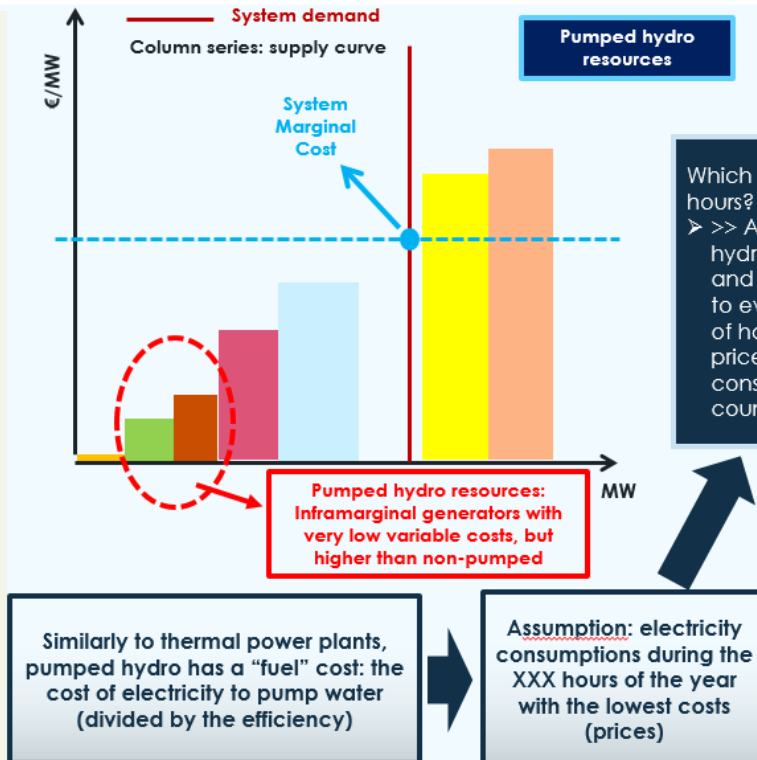 System demand
Column series: supply curve
€/MW
System
Marginal
Cost
Pumped hydro
resources
Which
hours?
➢ >> A
hydr
and
to ev
of ho
price
cons
cour
MW
Pumped hydro resources:
Inframarginal generators with
very low variable costs, but
higher than non-pumped
Similarly to thermal power plants,
pumped hydro has a “fuel” cost: the
cost of electricity to pump water
(divided by the efficiency)
Assumption: electricity
consumptions during the
XXX hours of the year
with the lowest costs
(prices)